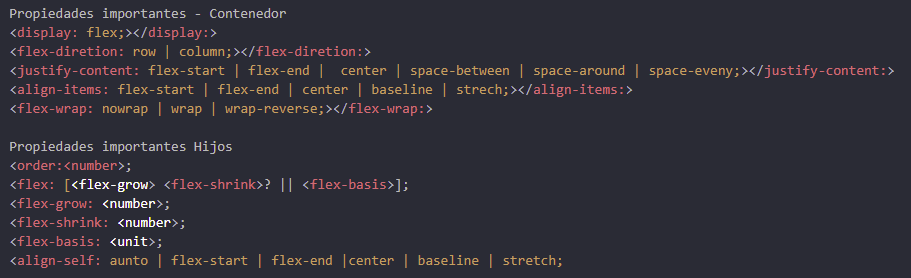 Propiedades importantes - Contenedor
<display: flex;></display:>
<flex-diretion: row | column;></flex-diretion:>
<justify-content: flex-start | flex-end |  center | space-between | space-around | space-eveny;></justify-content:>
<align-items: flex-start | flex-end | center | baseline | strech;></align-items:>
<flex-wrap: nowrap | wrap | wrap-reverse;></flex-wrap:>
Propiedades importantes Hijos
<order:<number>;
<flex: [<flex-grow> <flex-shrink>? || <flex-basis>];
<flex-grow: <number>;
<flex-shrink: <number>;
<flex-basis: <unit>;
<align-self: aunto | flex-start | flex-end |center | baseline | stretch;